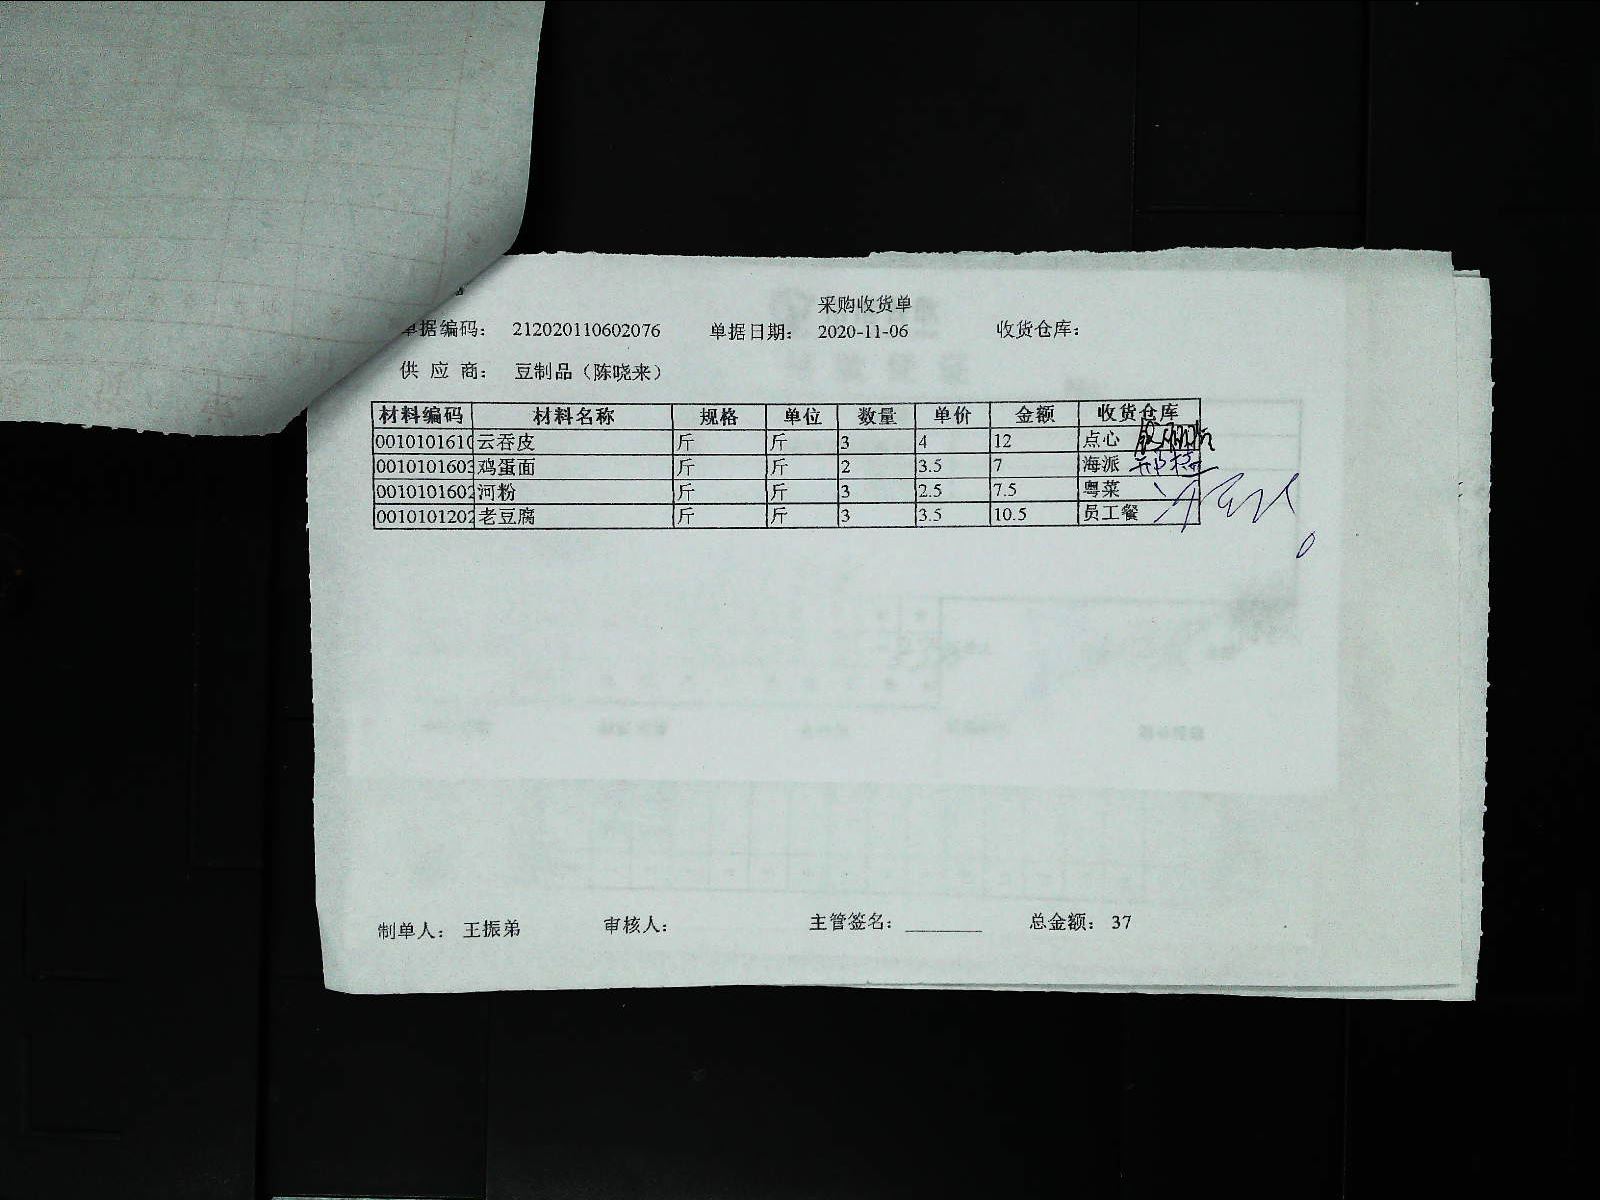 采购收货单
单据编码： 212020110602076 单据日期： 2020-11-06 收货仓库：
供 应 商： 豆制品（陈晓来）
材料编码 材料名称 规格 单位 数量 单价 金额 收货仓库
0010101610 云吞皮 斤 斤 3 4 12 点心
0010101603 鸡蛋面 斤 斤 2 3.5 7 海派
0010101602 河粉 斤 斤 3 2.5 7.5 粤菜
0010101202 老豆腐 斤 斤 3 3.5 10.5 员工餐
制单人： 王振弟 审核人： 主管签名： 总金额： 37